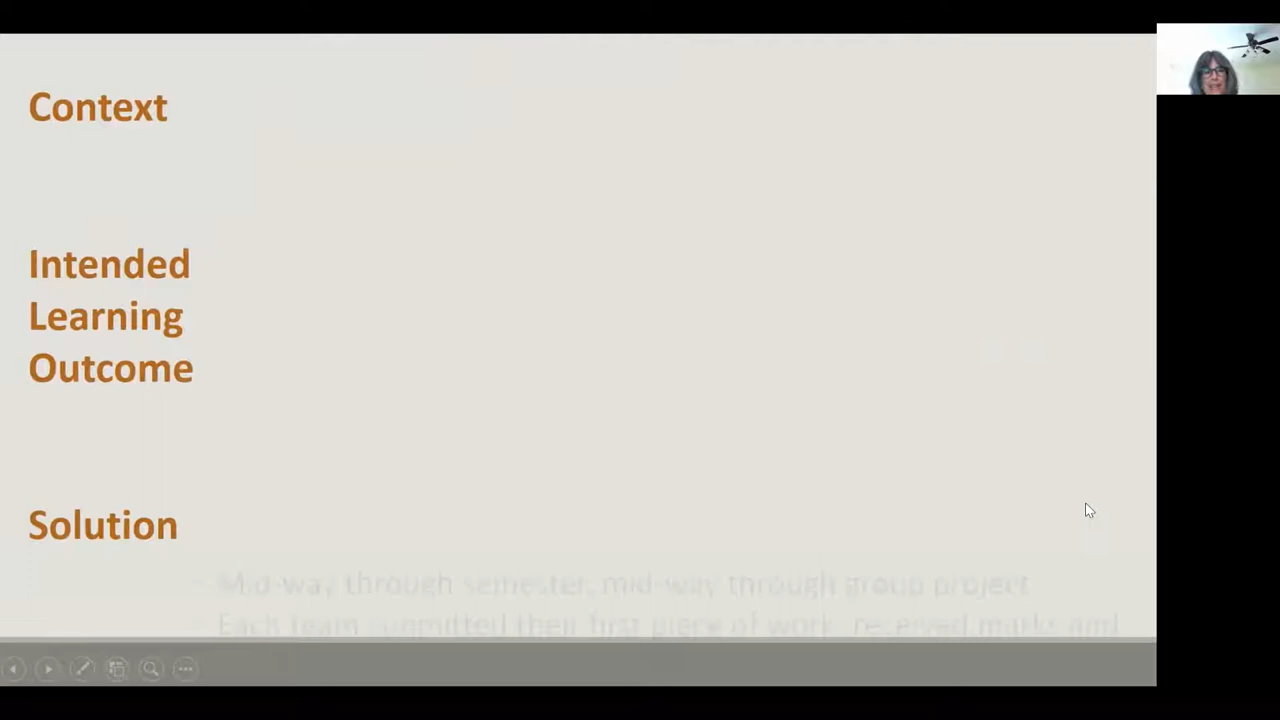 Context
Intended
Learning
Outcome
Solution
Mid-way through semester, mid-way through group project
Each team submitted their first piece of work, received marks and